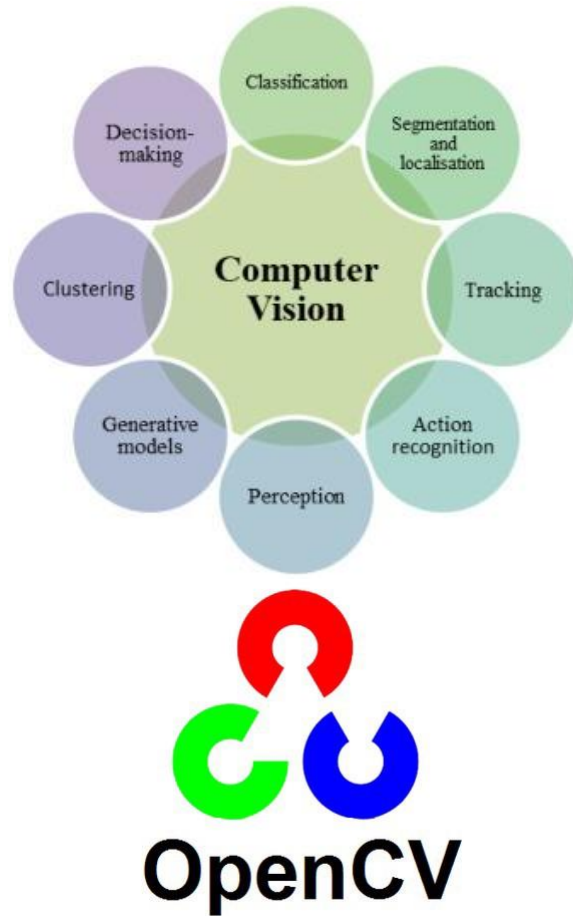 Classification
Segmentation
and
localisation
Tracking
Action
recognition
Perception
Generative
models
Clustering
Decision-
making
Computer
Vision
OpenCV